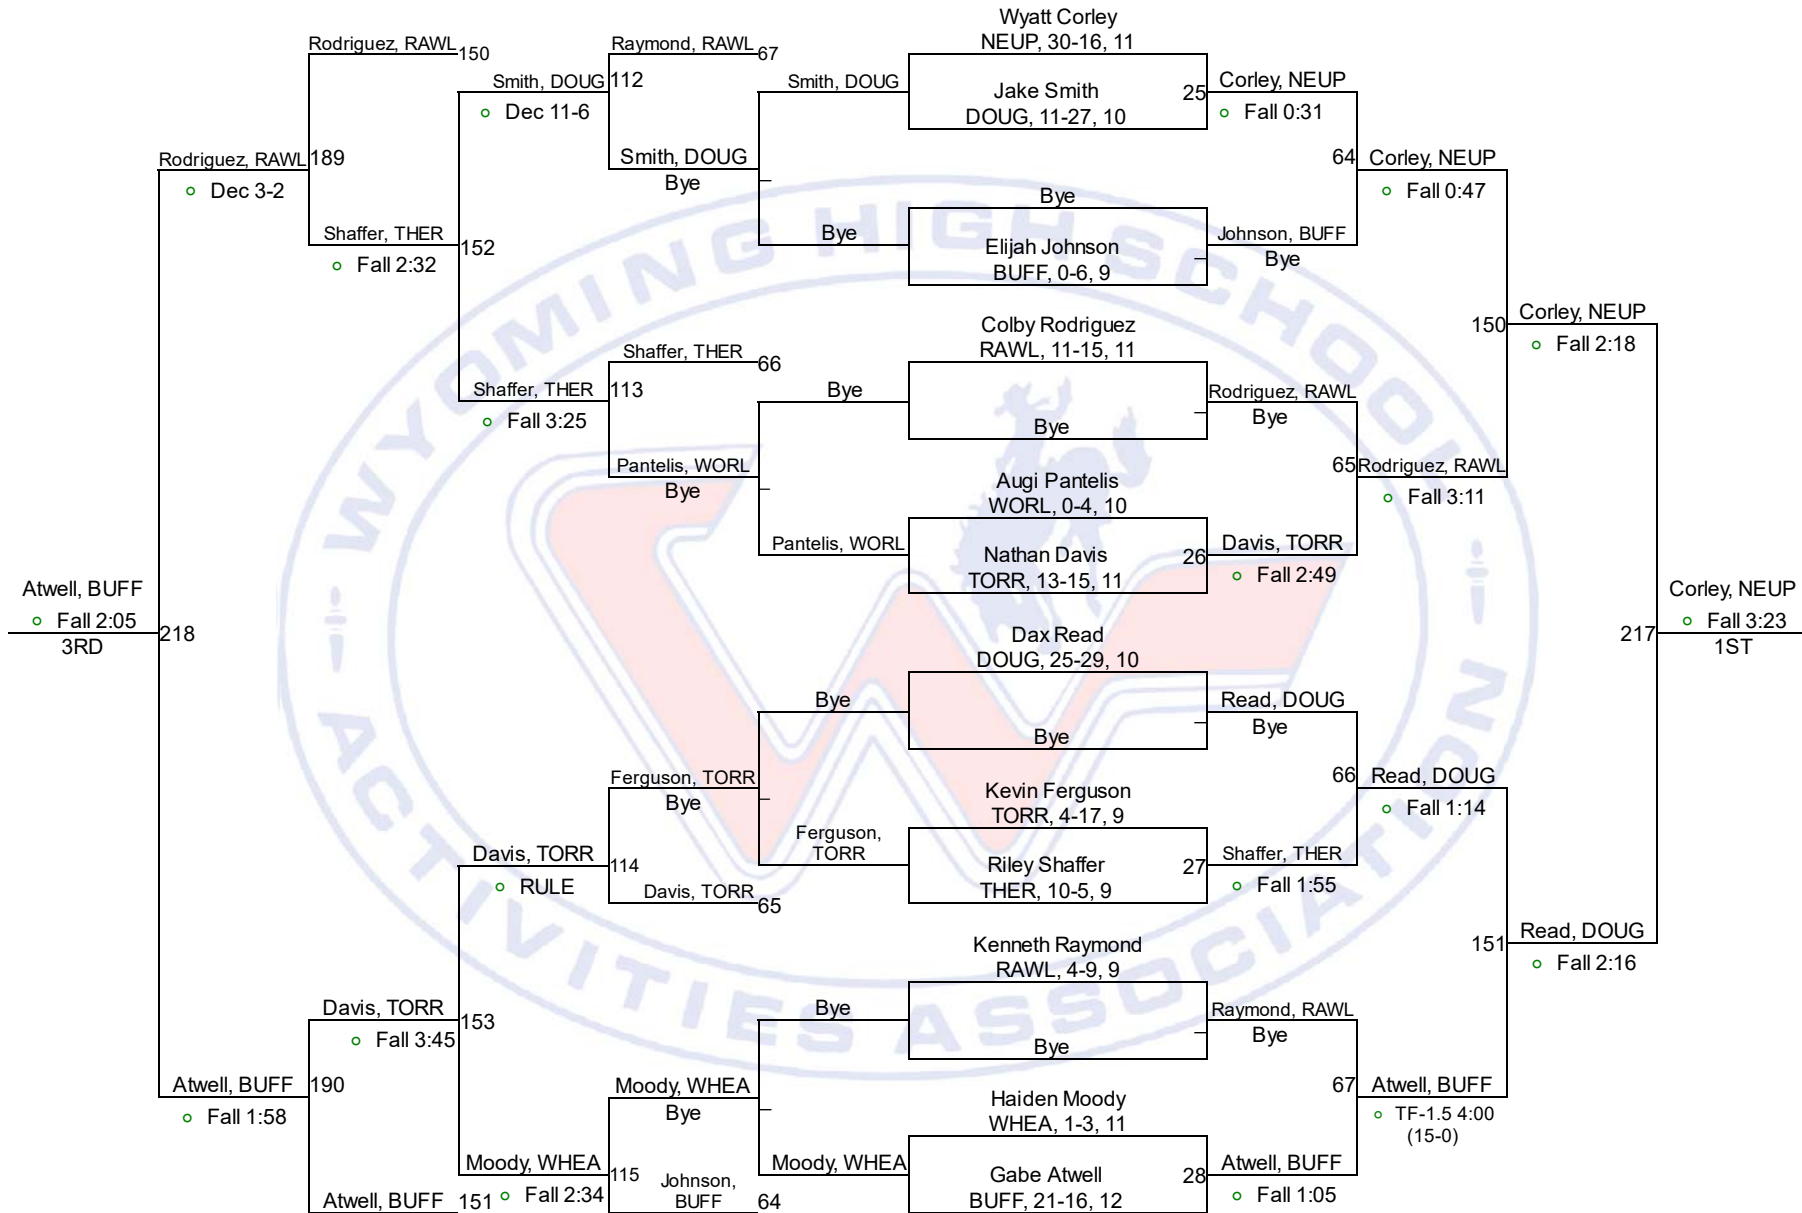 Wyatt Corley
NEUP, 30-16, 11
Rodriguez, RAWL
150
Raymond, RAWL
67
Smith, DOUG
112
Dec 11-6
Smith, DOUG
Jake Smith
DOUG, 11-27, 10
25
Corley, NEUP
Fall 0:31
Rodriguez, RAWL
189
Dec 3-2
Smith, DOUG
Bye
64
Corley, NEUP
Fall 0:47
Bye
Shaffer, THER
152
Fall 2:32
Bye
Elijah Johnson
BUFF, 0-6, 9
Johnson, BUFF
Bye
Colby Rodriguez
RAWL, 11-15, 11
150
Corley, NEUP
Fall 2:18
Shaffer, THER
66
Shaffer, THER
113
Fall 3:25
Bye
Bye
Rodriguez, RAWL
Bye
Pantelis, WORL
Bye
Augi Pantelis
WORL, 0-4, 10
65
Rodriguez, RAWL
Fall 3:11
Pantelis, WORL
Nathan Davis
TORR, 13-15, 11
26
Davis, TORR
Fall 2:49
Atwell, BUFF
Fall 2:05
3RD
218
217
Corley, NEUP
Fall 3:23
1ST
Dax Read
DOUG, 25-29, 10
Bye
Bye
Read, DOUG
Bye
Ferguson, TORR
Bye
Kevin Ferguson
TORR, 4-17, 9
66
Read, DOUG
Fall 1:14
Ferguson,
TORR
Davis, TORR
114
RULE
Davis, TORR
65
Riley Shaffer
THER, 10-5, 9
27
Shaffer, THER
Fall 1:55
Kenneth Raymond
RAWL, 4-9, 9
151
Read, DOUG
Fall 2:16
Davis, TORR
153
Fall 3:45
Bye
Bye
Raymond, RAWL
Bye
Atwell, BUFF
190
Fall 1:58
Moody, WHEA
Bye
Haiden Moody
WHEA, 1-3, 11
67
Atwell, BUFF
TF-1.5 4:00
(15-0)
Moody, WHEA
115
Fall 2:34
Johnson,
BUFF
64
Moody, WHEA
Gabe Atwell
BUFF, 21-16, 12
28
Atwell, BUFF
Fall 1:05
Atwell, BUFF
151
WYOMING HIGH SCHOOL
ACTIVITIES ASSOCIATION